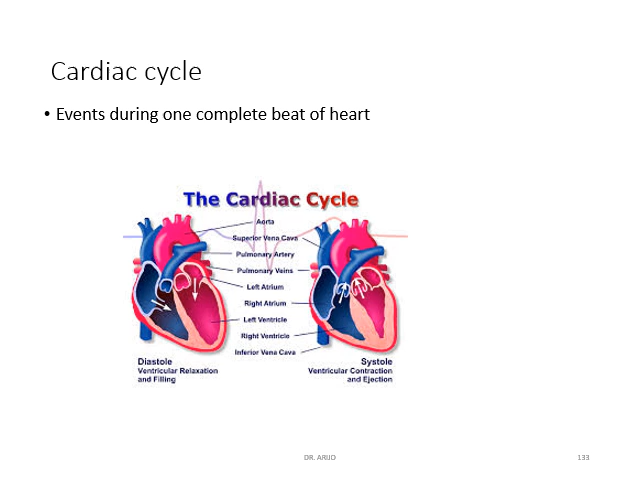 Cardiac cycle
• Events during one complete beat of heart
The Cardiac Cycle
Aorta
Superior Vena Cava
Pulmonary Artery
Pulmonary Veins
Left Atrium
Right Atrium
Left Ventricle
Right Ventricle
Inferior Vena Cava
Diastole
Ventricular Relaxation
and Filling
Systole
Ventricular Contraction
and Ejection
DR. ARIJO
133